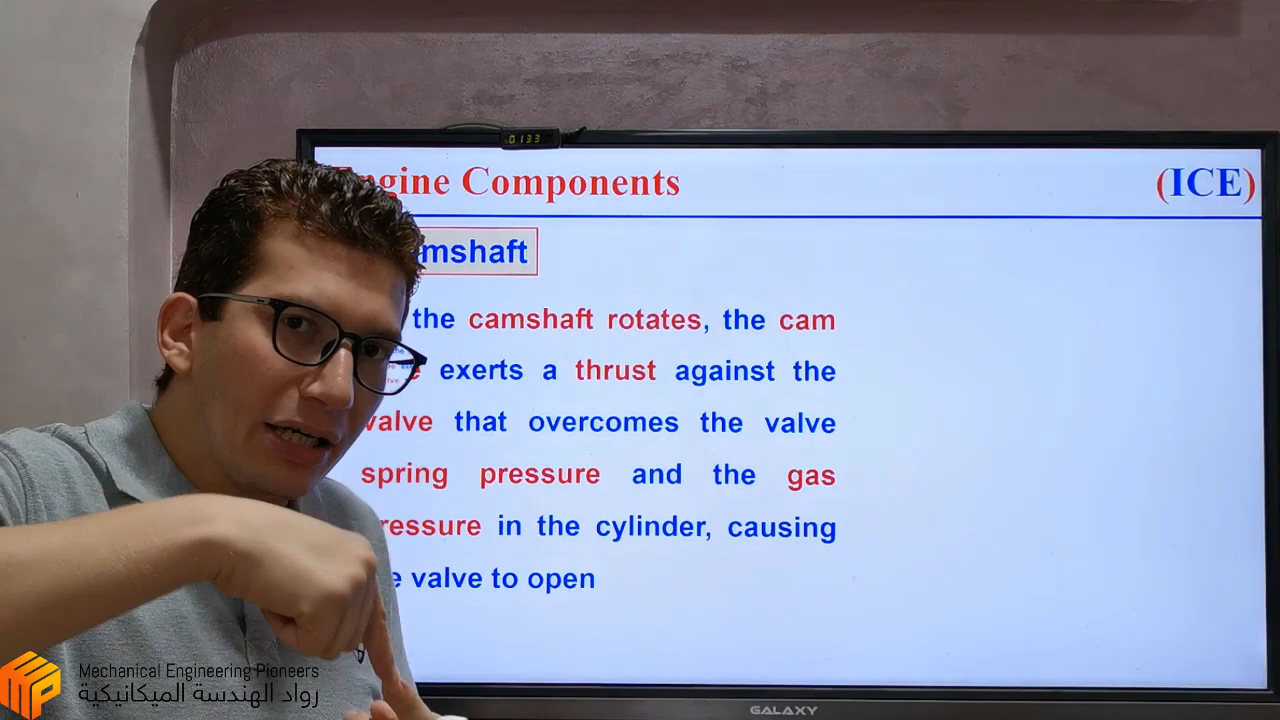 0133
Engine Components
(ICE)
mshaft
the camshaft rotates, the cam
exerts a thrust against the
valve that overcomes the valve
spring pressure and the gas
ressure in the cylinder, causing
e valve to open
GALAXY
Mechanical Engineering Pioneers
رواد الهندسة الميكانيكية